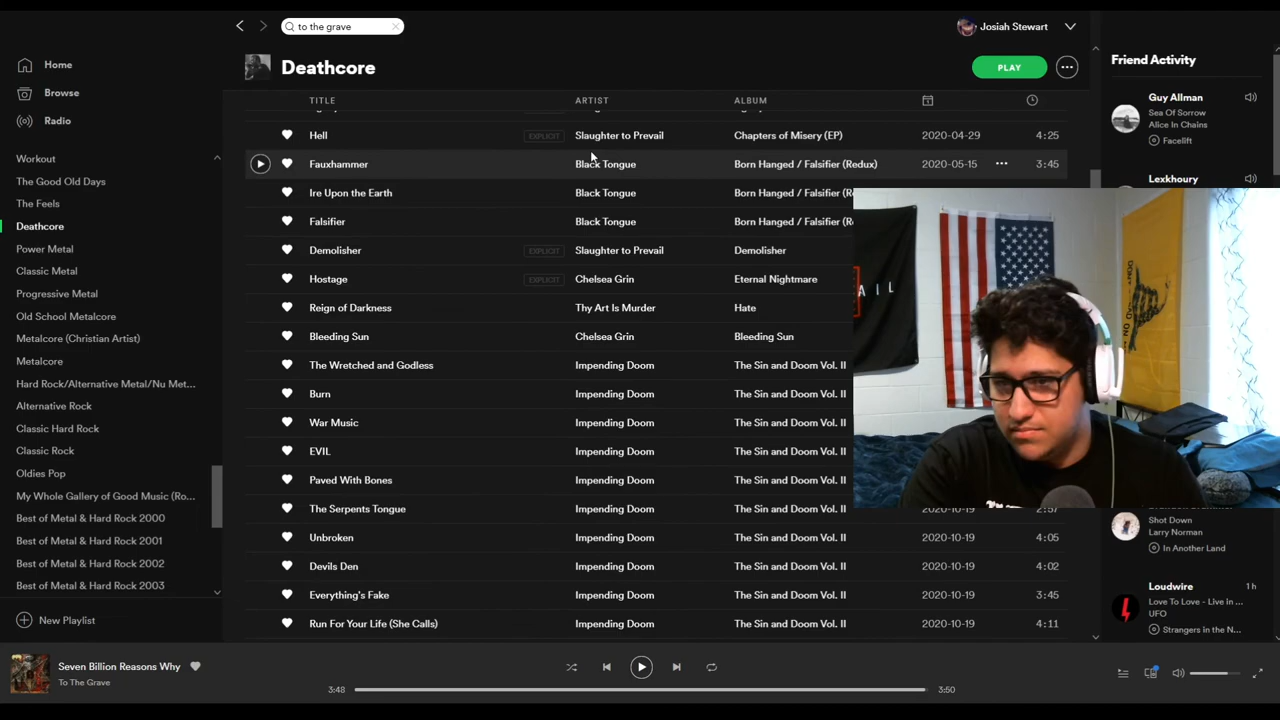 to the grave
Josiah Stewart
Home
Browse
Radio
Workout
The Good Old Days
The Feels
Deathcore
Power Metal
Classic Metal
Progressive Metal
Old School Metalcore
Metalcore (Christian Artist)
Metalcore
Hard Rock/Alternative Metal/Nu Met...
Alternative Rock
Classic Hard Rock
Classic Rock
Oldies Pop
My Whole Gallery of Good Music (Ro...
Best of Metal & Hard Rock 2000
Best of Metal & Hard Rock 2001
Best of Metal & Hard Rock 2002
Best of Metal & Hard Rock 2003
New Playlist
Deathcore
PLAY
TITLE ARTIST ALBUM
Hell EXPLICIT Slaughter to Prevail Chapters of Misery (EP) 2020-04-29 4:25
Fauxhammer Black Tongue Born Hanged / Falsifier (Redux) 2020-05-15 3:45
Ire Upon the Earth Black Tongue Born Hanged / Falsifier
Falsifier Black Tongue Born Hanged / Falsifier
Demolisher EXPLICIT Slaughter to Prevail Demolisher
Hostage EXPLICIT Chelsea Grin Eternal Nightmare
Reign of Darkness Thy Art Is Murder Hate
Bleeding Sun Chelsea Grin Bleeding Sun
The Wretched and Godless Impending Doom The Sin and Doom Vol. II
Burn Impending Doom The Sin and Doom Vol. II
War Music Impending Doom The Sin and Doom Vol. II
EVIL Impending Doom The Sin and Doom Vol. II
Paved With Bones Impending Doom The Sin and Doom Vol. II
The Serpents Tongue Impending Doom The Sin and Doom Vol. II 2020-10-19 2:57
Unbroken Impending Doom The Sin and Doom Vol. II 2020-10-19 4:05
Devils Den Impending Doom The Sin and Doom Vol. II 2020-10-19 4:02
Everything's Fake Impending Doom The Sin and Doom Vol. II 2020-10-19 3:45
Run For Your Life (She Calls) Impending Doom The Sin and Doom Vol. II 2020-10-19 4:11
Friend Activity
Guy Allman
Sea Of Sorrow
Alice In Chains
Facelift
Lexkhoury
AIL
Shot Down
Larry Norman
In Another Land
Loudwire 1 h
Love To Love - Live in ...
UFO
Strangers in the N...
Seven Billion Reasons Why
To The Grave
3:48 3:50